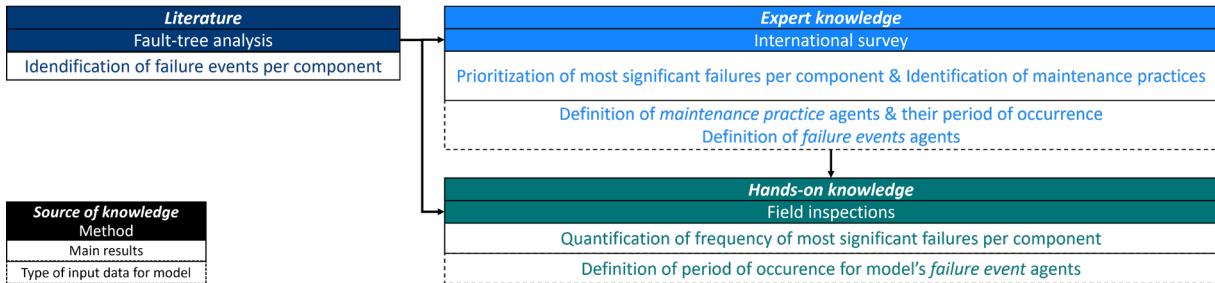 Literature
Fault-tree analysis
Idendification of failure events per component
Expert knowledge
International survey
Prioritization of most significant failures per component & Identification of maintenance practices
Definition of maintenance practice agents & their period of occurrence
Definition of failure events agents
Hands-on knowledge
Field inspections
Quantification of frequency of most significant failures per component
Definition of period of occurence for model's failure event agents
Source of knowledge
Method
Main results
Type of input data for model